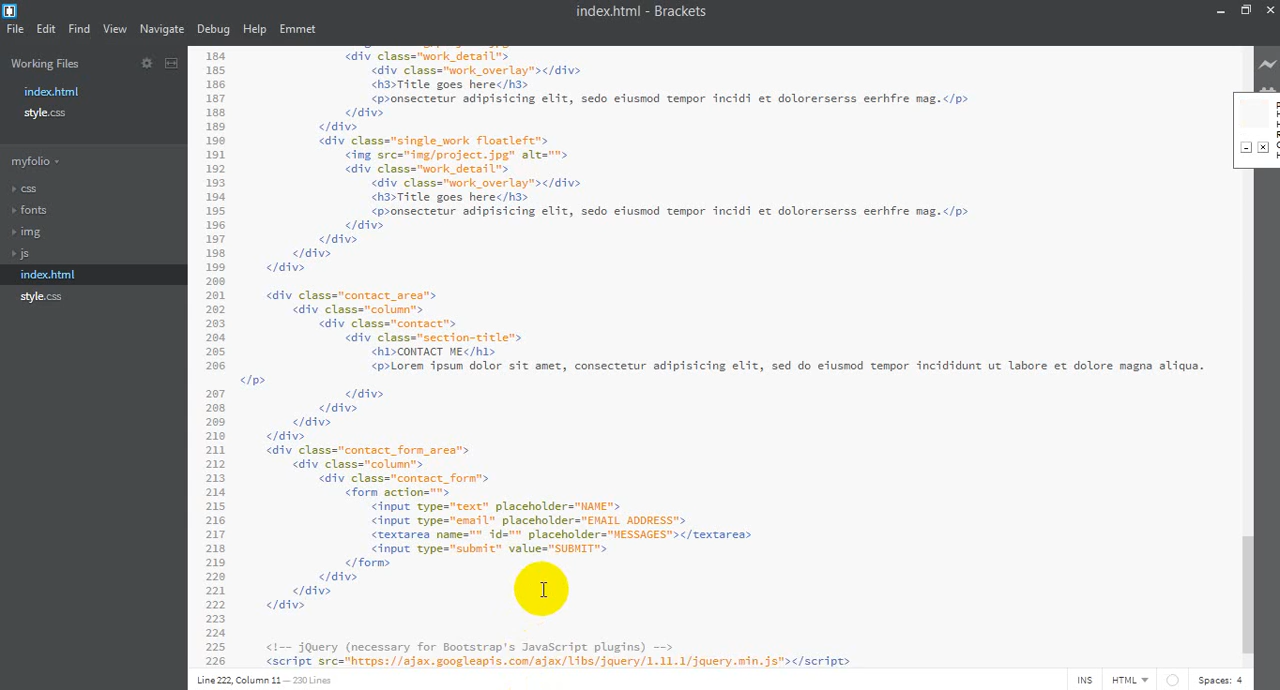 index.html - Brackets
File Edit Find View Navigate Debug Help Emmet
Working Files
index.html
style.css
myfolio
css
fonts
img
js
index.html
style.css
184 <div class="work_detail">
185 <div class="work_overlay"></div>
186 <h3>Title goes here</h3>
187 <p>onsectetur adipisicing elit, sedo eiusmod tempor incidi et dolorerserss eerhfre mag.</p>
188 </div>
189 </div>
190 <div class="single_work floatleft">
191 <img src="img/project.jpg" alt="">
192 <div class="work_detail">
193 <div class="work_overlay"></div>
194 <h3>Title goes here</h3>
195 <p>onsectetur adipisicing elit, sedo eiusmod tempor incidi et dolorerserss eerhfre mag.</p>
196 </div>
197 </div>
198 </div>
199 </div>
200
201 <div class="contact_area">
202 <div class="column">
203 <div class="contact">
204 <div class="section-title">
205 <h1>CONTACT ME</h1>
206 <p>Lorem ipsum dolor sit amet, consectetur adipisicing elit, sed do eiusmod tempor incididunt ut labore et dolore magna aliqua.
</p>
207 </div>
208 </div>
209 </div>
210 </div>
211 <div class="contact_form_area">
212 <div class="column">
213 <div class="contact_form">
214 <form action="">
215 <input type="text" placeholder="NAME">
216 <input type="email" placeholder="EMAIL ADDRESS">
217 <textarea name="" id="" placeholder="MESSAGES"></textarea>
218 <input type="submit" value="SUBMIT">
219 </form>
220 </div>
221 </div>
222 </div>
223
224
225 <!-- jQuery (necessary for Bootstrap's JavaScript plugins) -->
226 <script src="https://ajax.googleapis.com/ajax/libs/jquery/1.11.1/jquery.min.js"></script>
Line 222, Column 11 — 230 Lines
INS HTML Spaces: 4